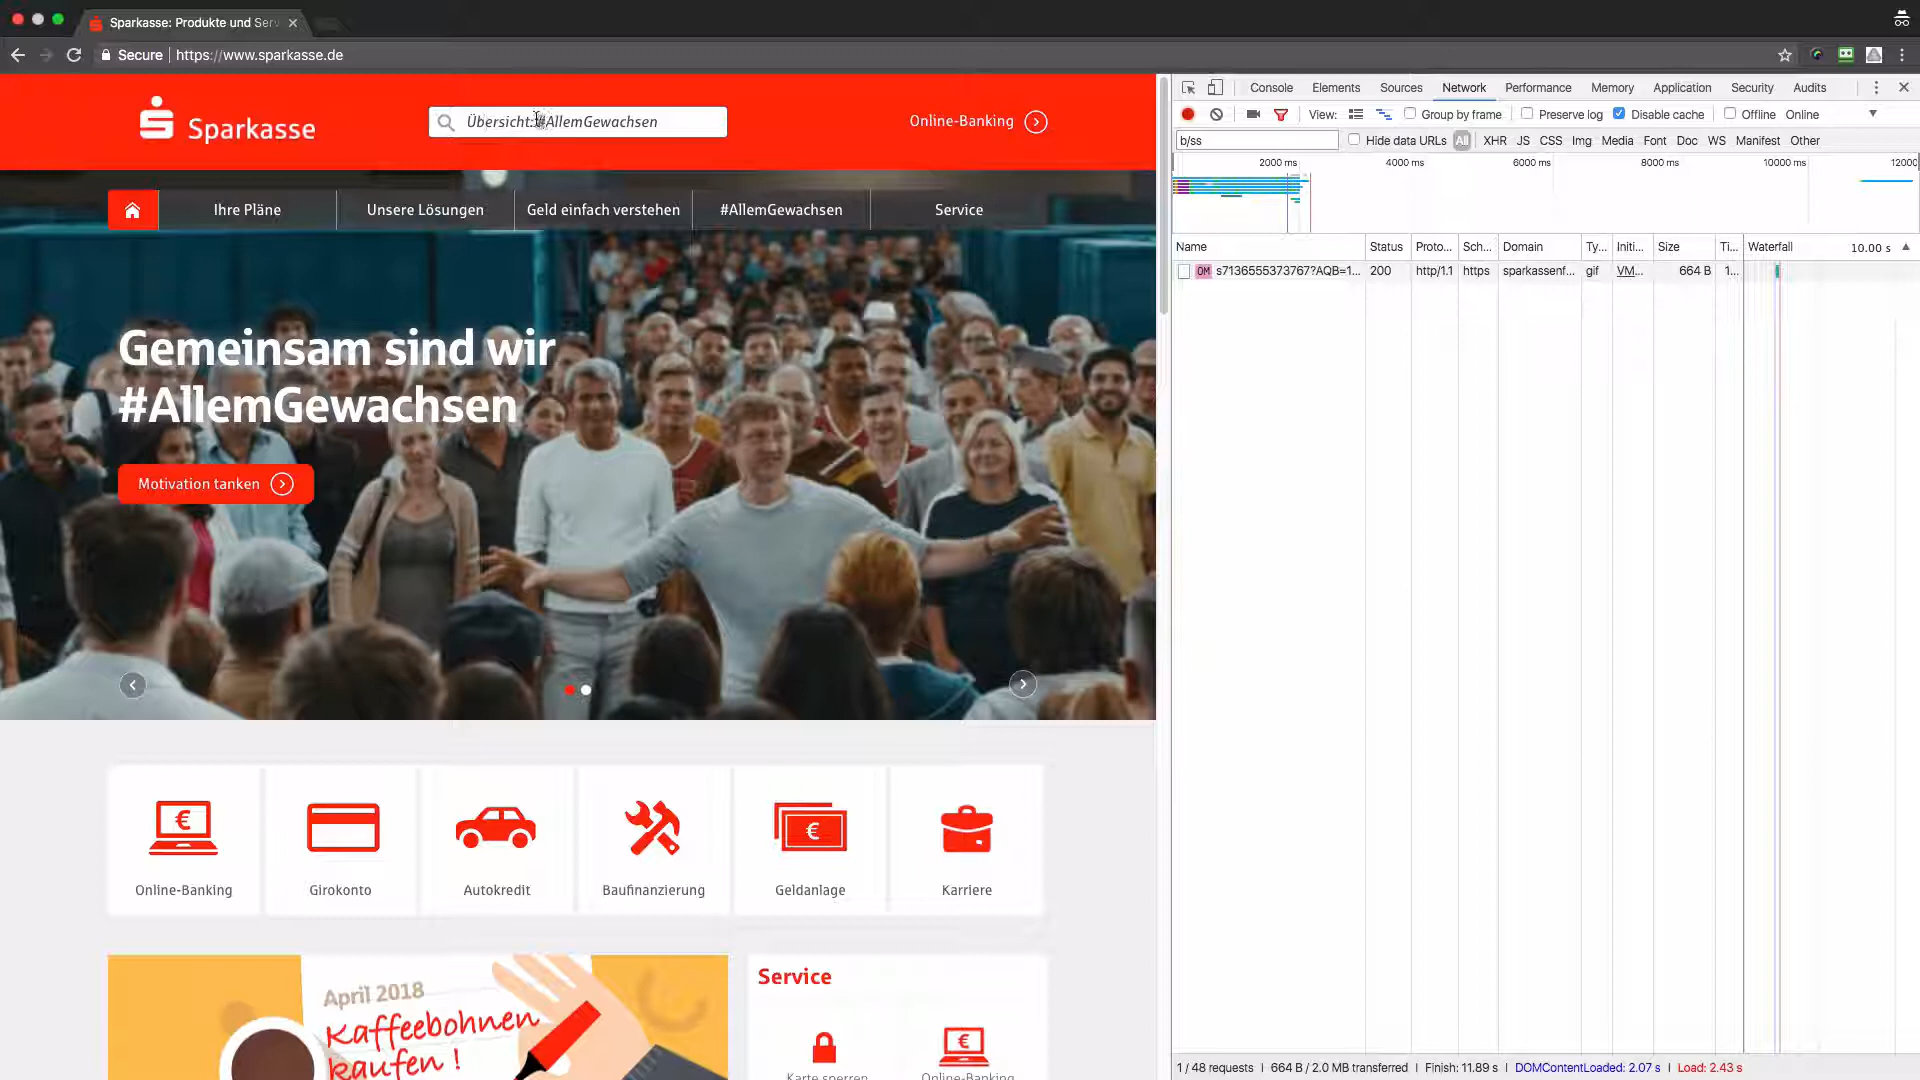 Sparkasse: Produkte und Serv
Secure
https://www.sparkasse.de
Sparkasse
Übersicht:#AllemGewachsen
Online-Banking
Ihre Pläne
Unsere Lösungen
Geld einfach verstehen
#AllemGewachsen
Service
Gemeinsam sind wir
#AllemGewachsen
Motivation tanken
Online-Banking
Girokonto
Autokredit
Baufinanzierung
Geldanlage
Karriere
April 2018
Kaffeebohnen
kaufen !
Service
Karte sperren
Online-Banking
Console Elements Sources Network Performance Memory Application Security Audits
View: Group by frame Preserve log Disable cache Offline Online
b/ss Hide data URLs All XHR JS CSS Img Media Font Doc WS Manifest Other
2000 ms 4000 ms 6000 ms 8000 ms 10000 ms 12000
Name Status Proto... Sch... Domain Ty... Initi... Size Ti... Waterfall 10.00 s
OM s7136555373767?AQB=1... 200 http/1.1 https sparkassenf... gif VM... 664 B 1...
1 / 48 requests | 664 B / 2.0 MB transferred | Finish: 11.89 s | DOMContentLoaded: 2.07 s | Load: 2.43 s